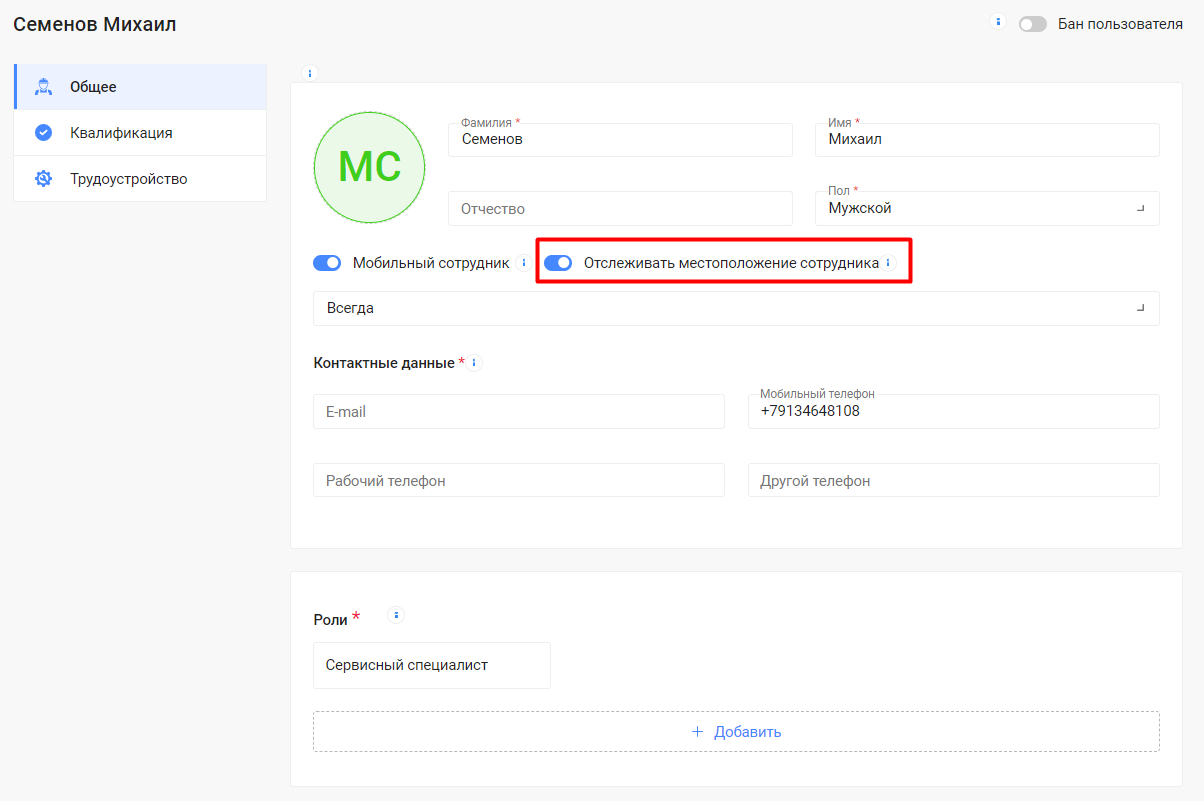 Семенов Михаил
Бан пользователя
Общее
Квалификация
Трудоустройство
МС
Фамилия *
Семенов
Имя *
Михаил
Отчество
Пол *
Мужской
Мобильный сотрудник
Отслеживать местоположение сотрудника
Всегда
Контактные данные *
E-mail
Мобильный телефон
+79134648108
Рабочий телефон
Другой телефон
Роли *
Сервисный специалист
+ Добавить